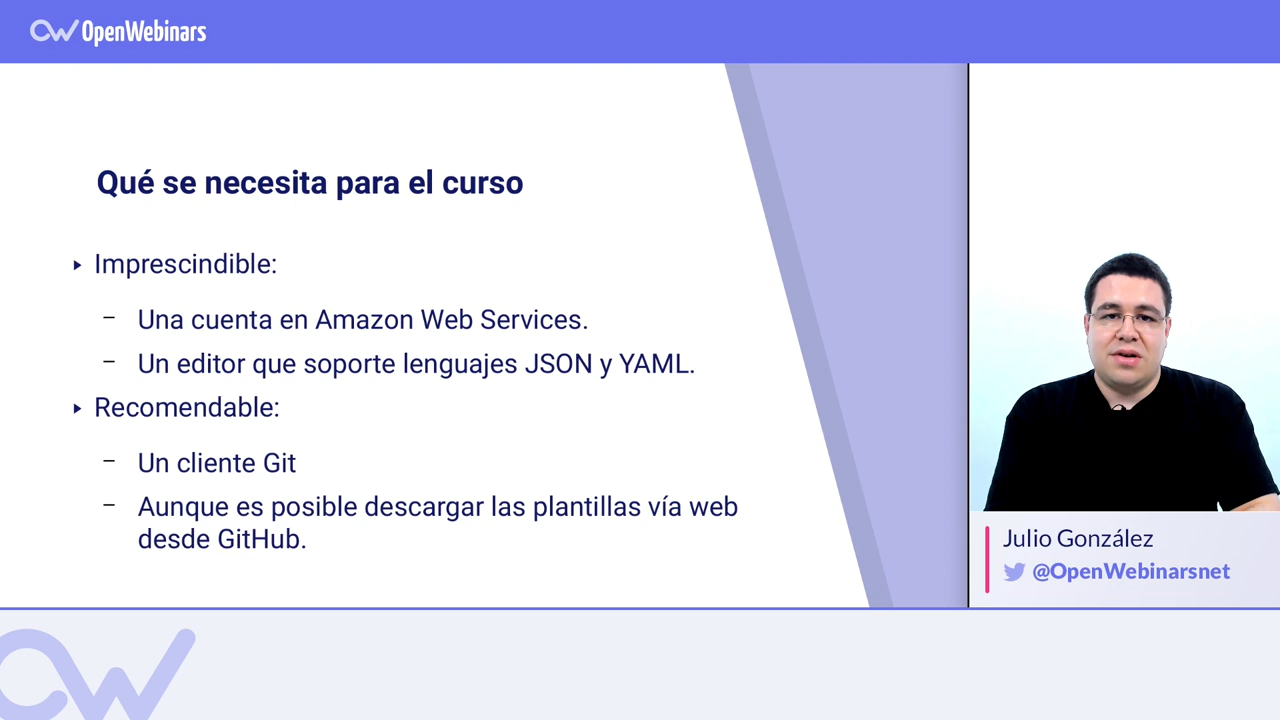 OpenWebinars
Qué se necesita para el curso
‣ Imprescindible:
– Una cuenta en Amazon Web Services.
– Un editor que soporte lenguajes JSON y YAML.
‣ Recomendable:
– Un cliente Git
– Aunque es posible descargar las plantillas vía web
desde GitHub.
Julio González
@OpenWebinarsnet